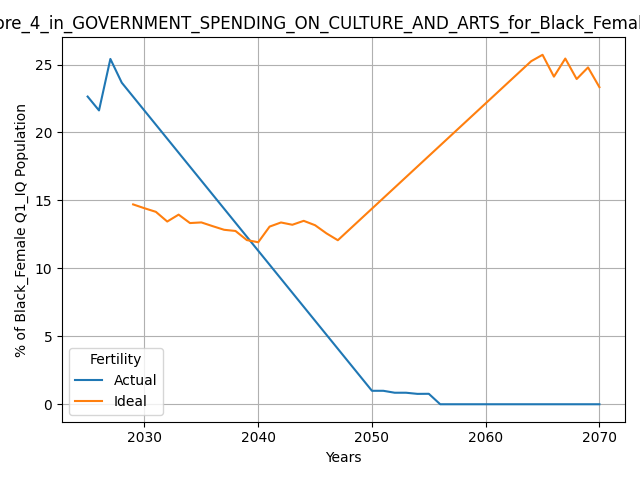 ore_4_in_GOVERNMENT_SPENDING_ON_CULTURE_AND_ARTS_for_Black_Femal
% of Black_Female Q1_IQ Population
25
20
15
10
5
0
Fertility
Actual
Ideal
2030 2040 2050 2060 2070
Years